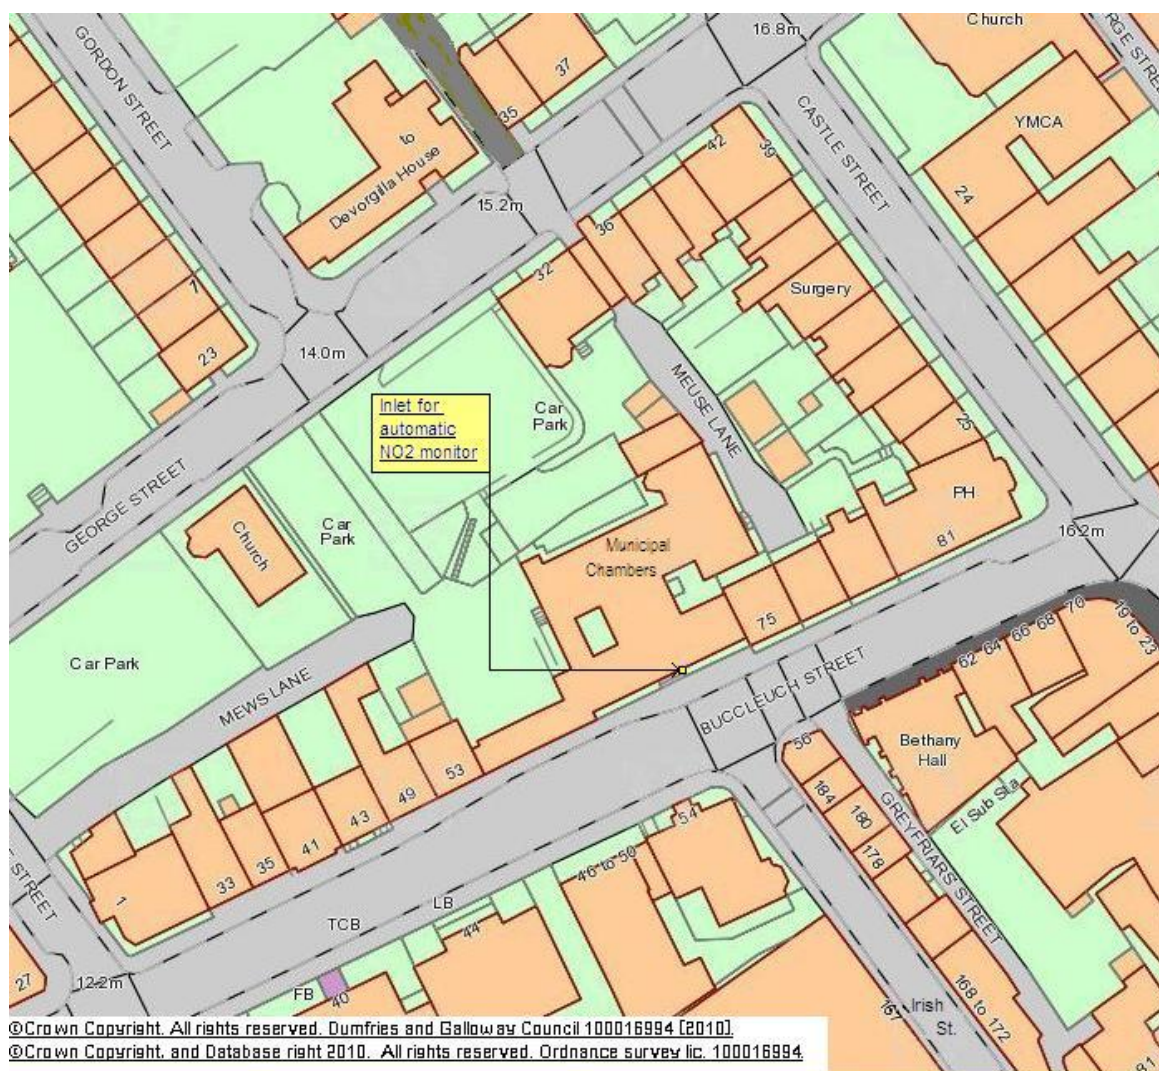 Church
16.8m
GORDON STREET
37
35
YMCA
CASTLE STREET
to
Devorgilla House
42
39
24
15.2m
36
32
Surgery
1
23
14.0m
MEUSE LANE
Inlet for
automatic
NO2 monitor
Car
Park
25
PH
GEORGE STREET
Car
Park
Church
Municipal
Chambers
81
16.2m
75
62
64
66
68
70
19 to 23
Car Park
MEWS LANE
BUCCLEUCH STREET
56
Bethany
Hall
53
49
43
41
35
33
1
184
180
178
GREYFRIARS STREET
El Sub Sta
54
46 to 50
LB
TCB
44
STREET
27
12.2m
FB
40
167
Irish
St.
168 to 172
81
©Crown Copyright. All rights reserved. Dumfries and Galloway Council 100016994 [2010].
©Crown Copyright, and Database right 2010. All rights reserved. Ordnance survey lic. 100016994